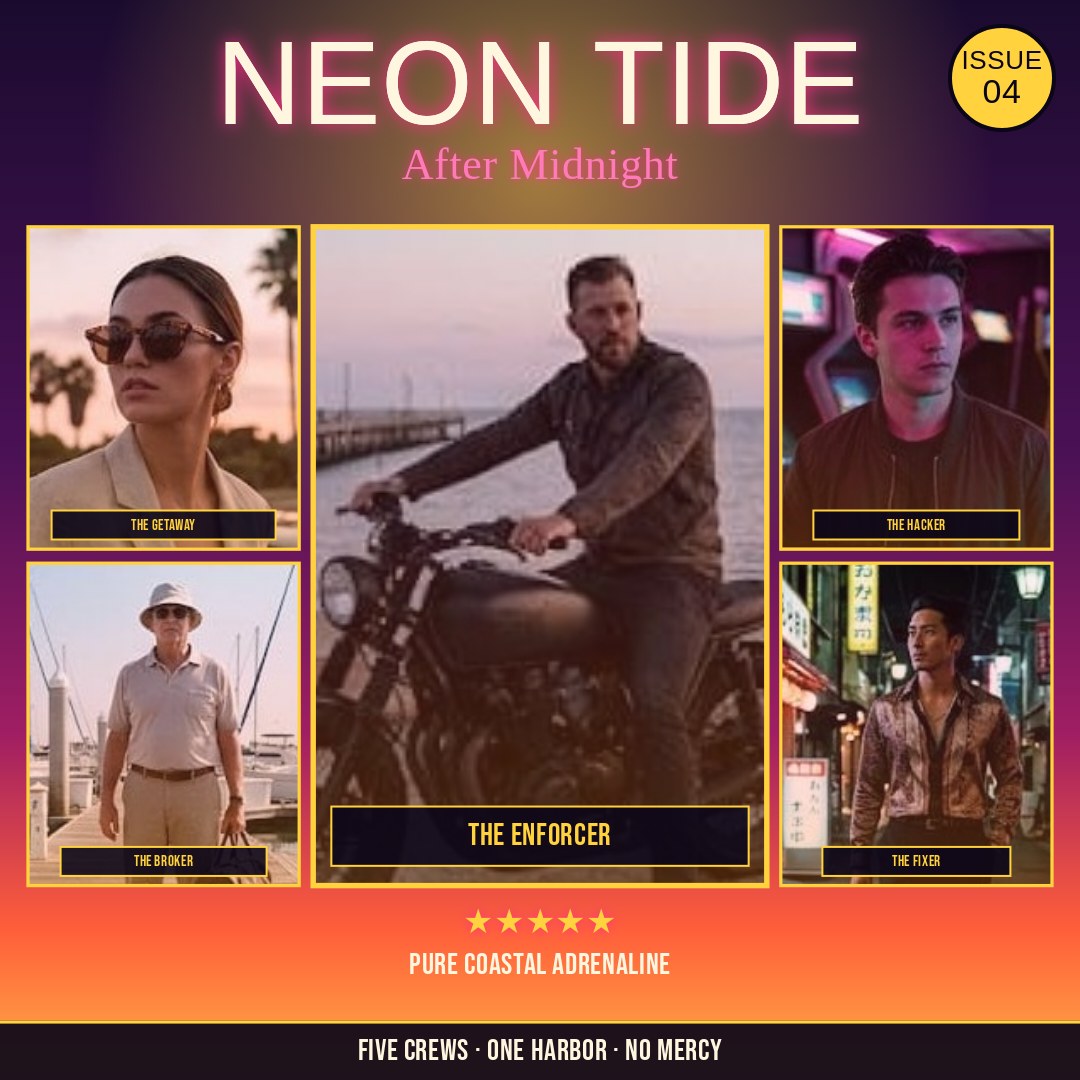 NEON TIDE
After Midnight
ISSUE
04
THE GETAWAY
THE ENFORCER
THE HACKER
THE BROKER
THE FIXER
★★★★★
PURE COASTAL ADRENALINE
FIVE CREWS · ONE HARBOR · NO MERCY